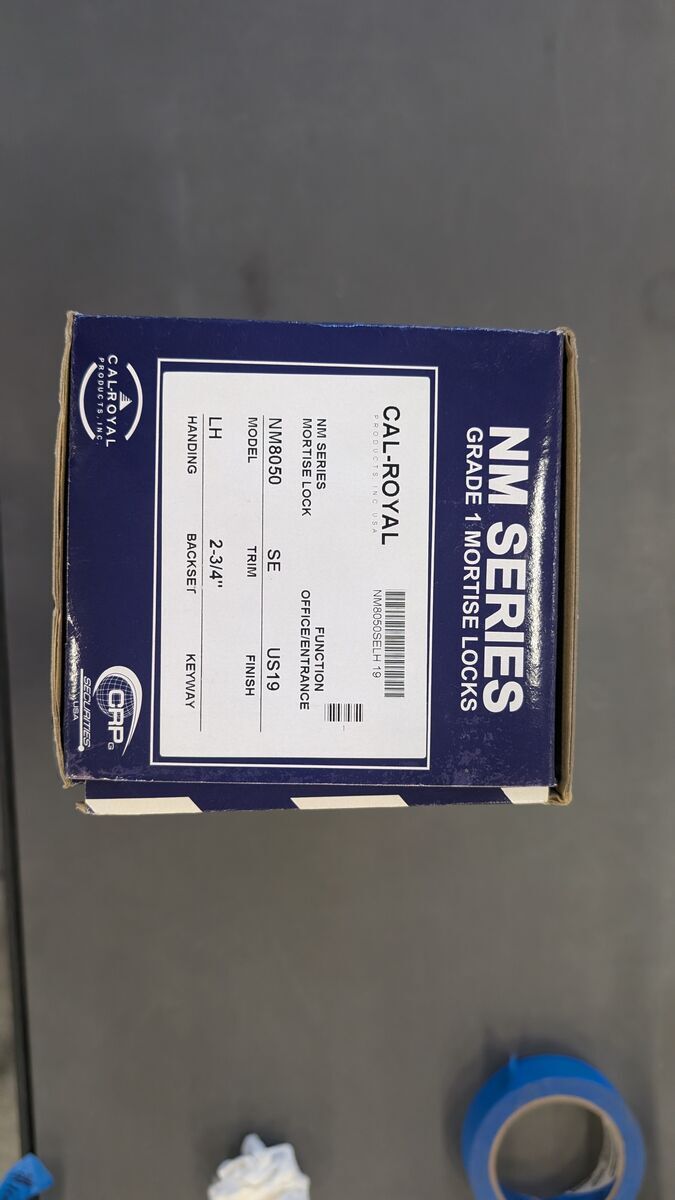 NM SERIES
GRADE 1 MORTISE LOCKS
CAL-ROYAL
PRODUCTS INC USA
NM8050SELH 19
NM SERIES
MORTISE LOCK
FUNCTION
OFFICE/ENTRANCE
NM8050 SE US19
MODEL TRIM FINISH
LH 2-3/4"
HANDING BACKSET KEYWAY
CAL-ROYAL
PRODUCTS, INC
CRP
SECURITIES
USA